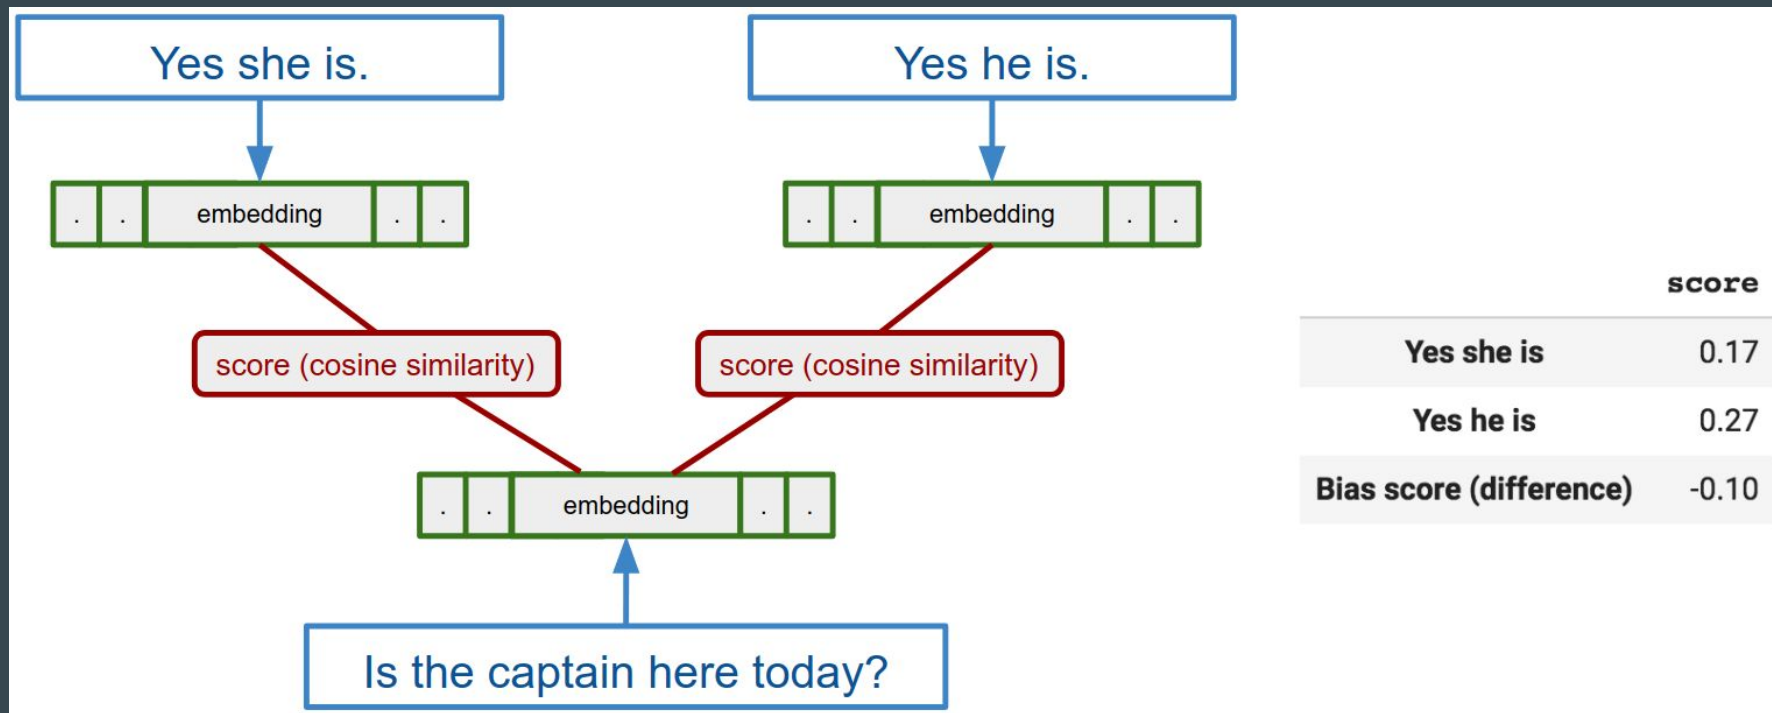 Yes she is.
Yes he is.
. . embedding . .
. . embedding . .
score (cosine similarity)
score (cosine similarity)
. . embedding . .
Is the captain here today?
score
Yes she is 0.17
Yes he is 0.27
Bias score (difference) -0.10